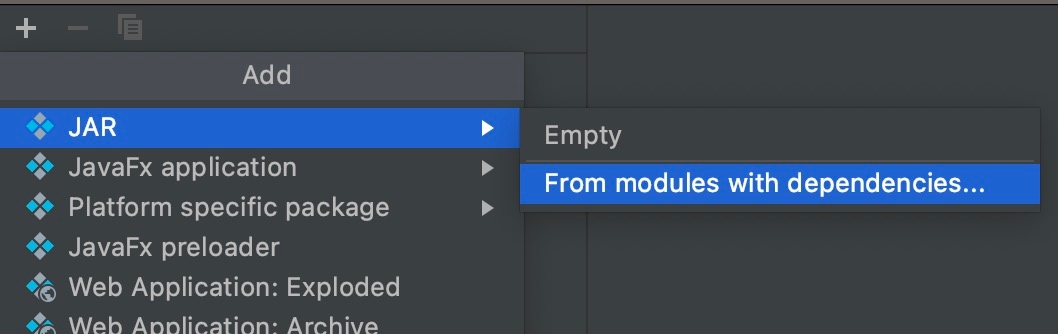 Add
JAR
Empty
From modules with dependencies...
JavaFx application
Platform specific package
JavaFx preloader
Web Application: Exploded
Web Application: Archive